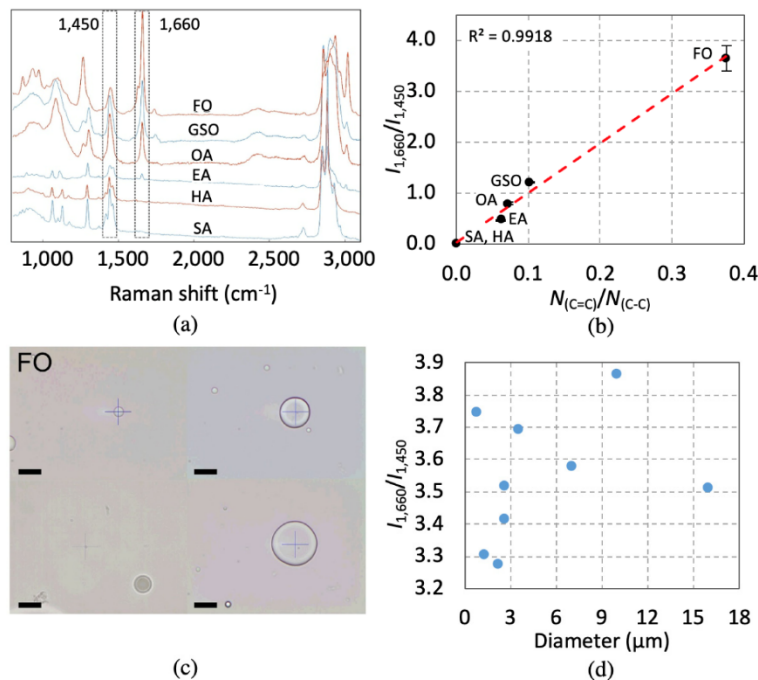 1,450 1,660
FO
GSO
OA
EA
HA
SA
1,000 1,500 2,000 2,500 3,000
Raman shift (cm⁻¹)
(a)
R² = 0.9918
4.0
3.0
2.0
1.0
0.0
I1,660/I1,450
FO
GSO
OA
EA
SA, HA
0.0 0.1 0.2 0.3 0.4
N(C=C)/N(C-C)
(b)
FO
(c)
3.9
3.8
3.7
3.6
3.5
3.4
3.3
3.2
I1,660/I1,450
0 3 6 9 12 15 18
Diameter (μm)
(d)